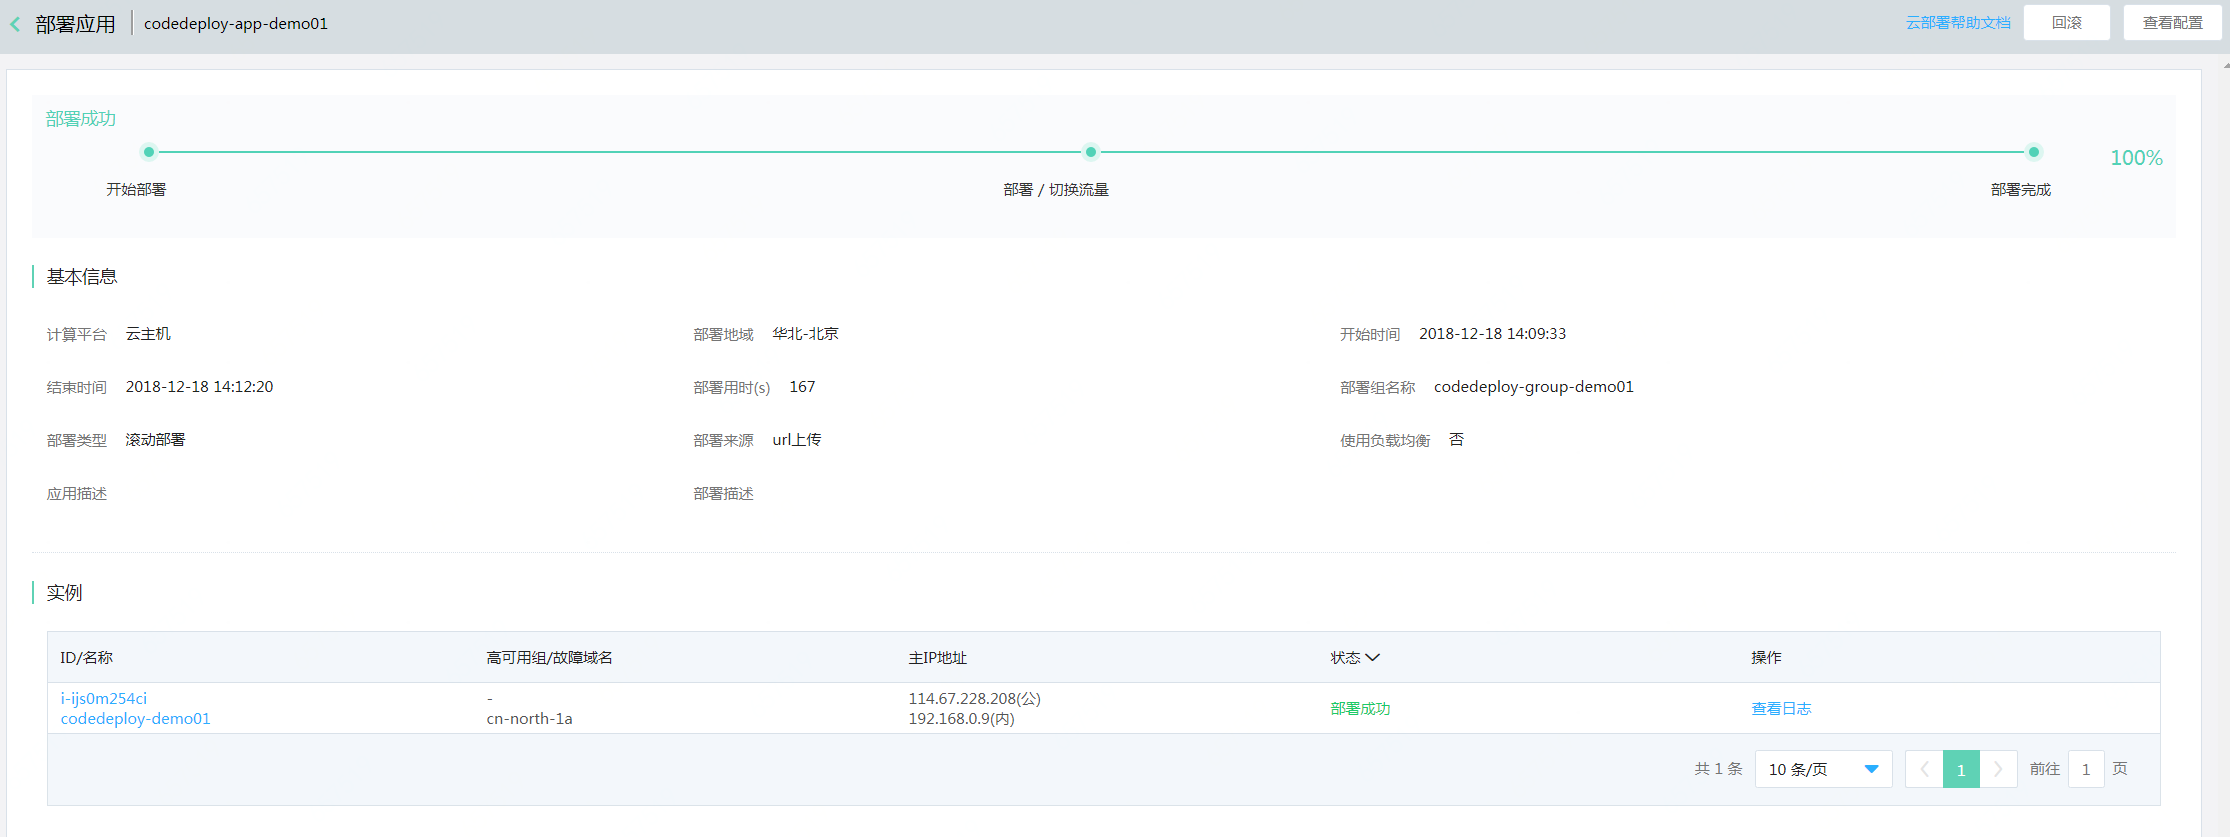 部署应用 codedeploy-app-demo01 云部署帮助文档 回滚 查看配置
部署成功
100%
开始部署 部署 / 切换流量 部署完成
基本信息
计算平台 云主机 部署地域 华北-北京 开始时间 2018-12-18 14:09:33
结束时间 2018-12-18 14:12:20 部署用时(s) 167 部署组名称 codedeploy-group-demo01
部署类型 滚动部署 部署来源 url上传 使用负载均衡 否
应用描述 部署描述
实例
ID/名称 高可用组/故障域名 主IP地址 状态 操作
i-ijs0m254ci - 114.67.228.208(公)
codedeploy-demo01 cn-north-1a 192.168.0.9(内) 部署成功 查看日志
共 1 条 10 条/页 1 前往 1 页